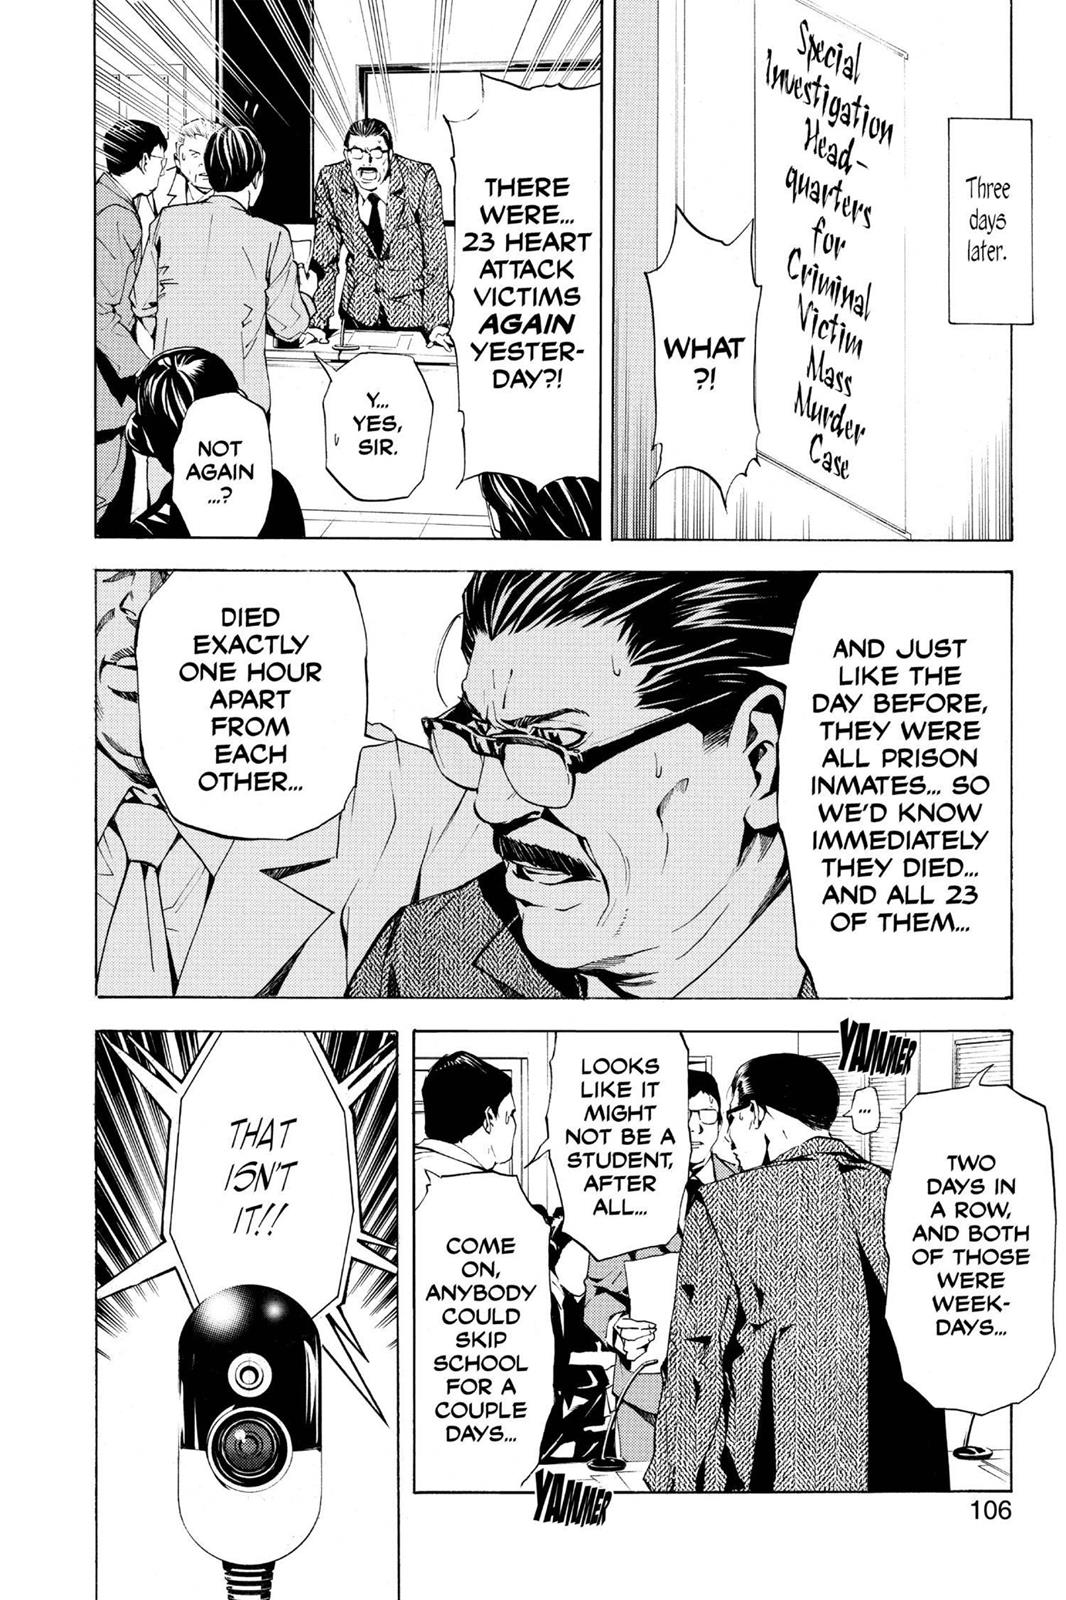 Three
days
later.
Special
Investigation
Head-
quarters
for
Criminal
Victim
Mass
Murder
Case
WHAT
?!
THERE
WERE...
23 HEART
ATTACK
VICTIMS
AGAIN
YESTER-
DAY?!
Y...
YES,
SIR.
NOT
AGAIN
...?
AND JUST
LIKE THE
DAY BEFORE,
THEY WERE
ALL PRISON
INMATES... SO
WE'D KNOW
IMMEDIATELY
THEY DIED...
AND ALL 23
OF THEM...
DIED
EXACTLY
ONE HOUR
APART
FROM
EACH
OTHER...
YAMMER
...
TWO
DAYS IN
A ROW,
AND BOTH
OF THOSE
WERE
WEEK-
DAYS...
LOOKS
LIKE IT
MIGHT
NOT BE A
STUDENT,
AFTER
ALL...
COME
ON,
ANYBODY
COULD
SKIP
SCHOOL
FOR A
COUPLE
DAYS...
YAMMER
THAT
ISN'T
IT!!
106